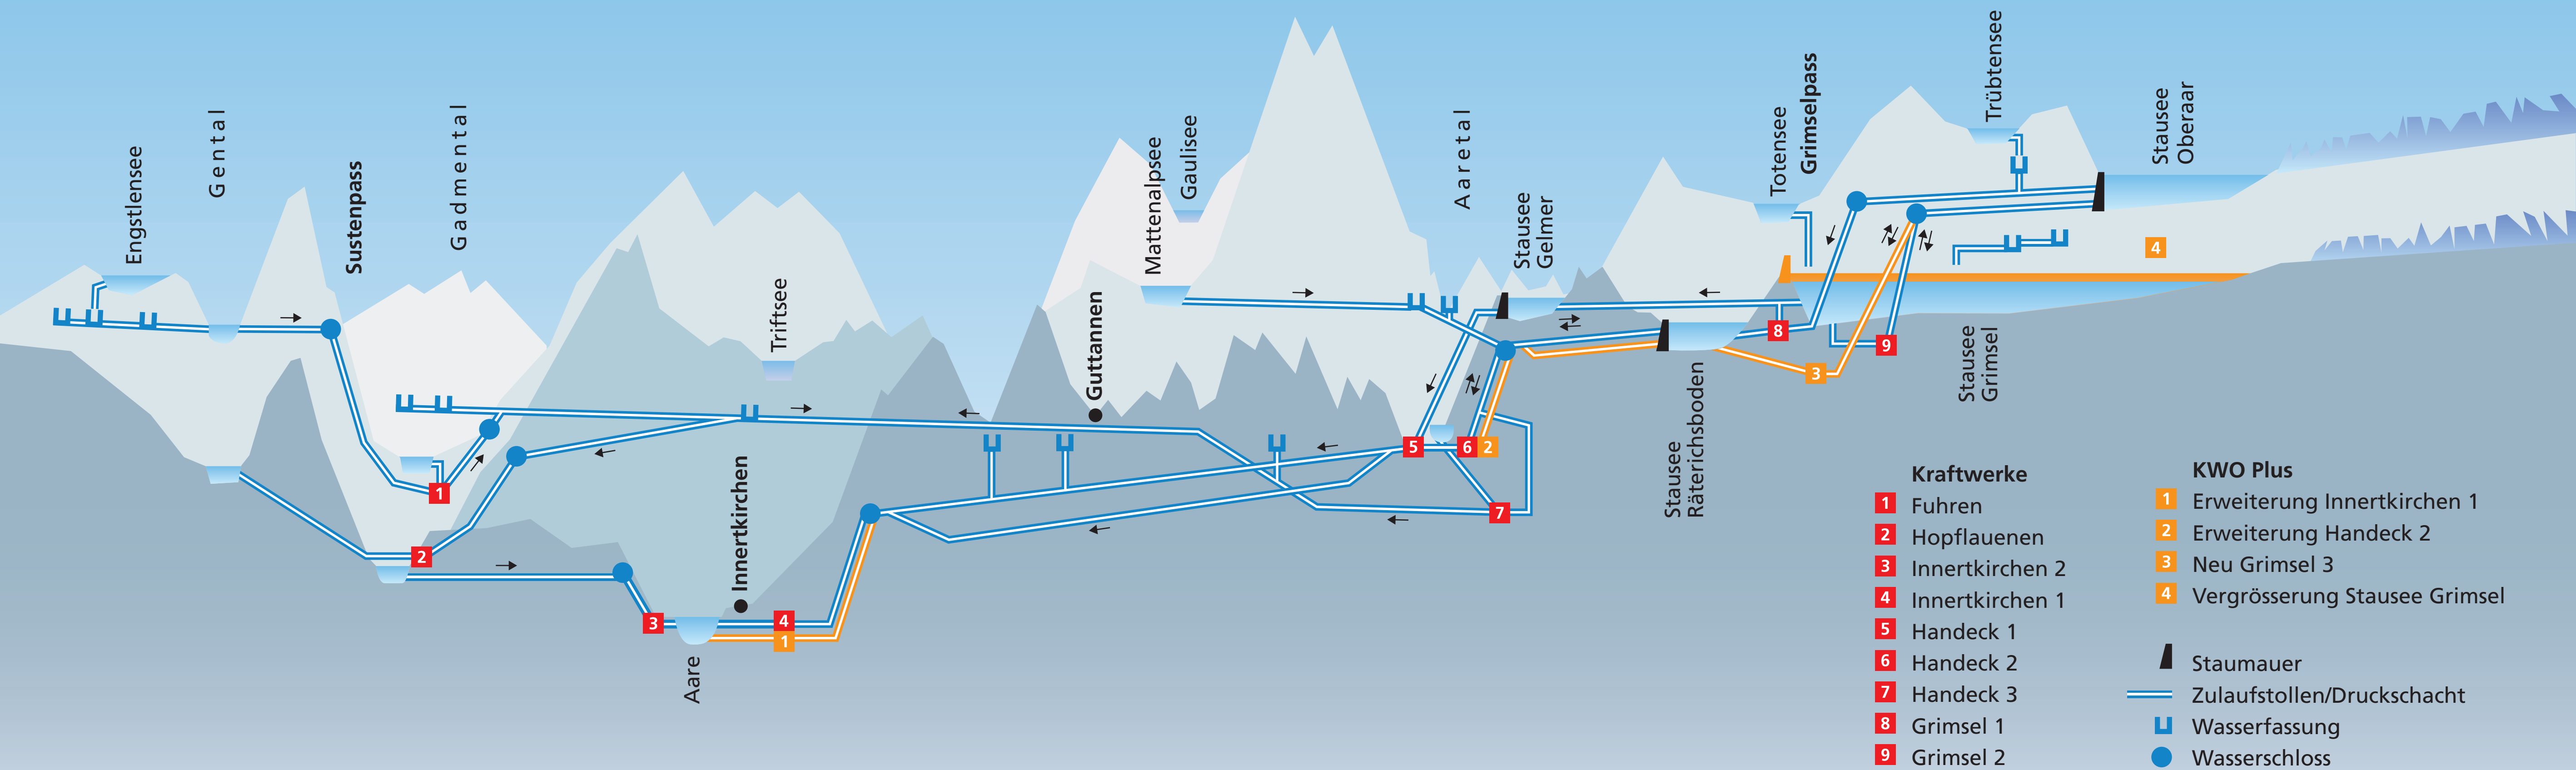 Engstlensee
Gental
Sustenpass
Gadmental
Triftsee
Innertkirchen
Aare
Guttannen
Mattenalpsee
Gaulisee
Aaretal
Stausee
Gelmer
Stausee
Räterichsboden
Totensee
Grimselpass
Trübtensee
Stausee
Oberaar
Stausee
Grimsel
1
2
3
4
1
5
6
2
7
8
9
3
4
Kraftwerke
1 Fuhren
2 Hopflauenen
3 Innertkirchen 2
4 Innertkirchen 1
5 Handeck 1
6 Handeck 2
7 Handeck 3
8 Grimsel 1
9 Grimsel 2
KWO Plus
1 Erweiterung Innertkirchen 1
2 Erweiterung Handeck 2
3 Neu Grimsel 3
4 Vergrösserung Stausee Grimsel
Staumauer
Zulaufstollen/Druckschacht
Wasserfassung
Wasserschloss